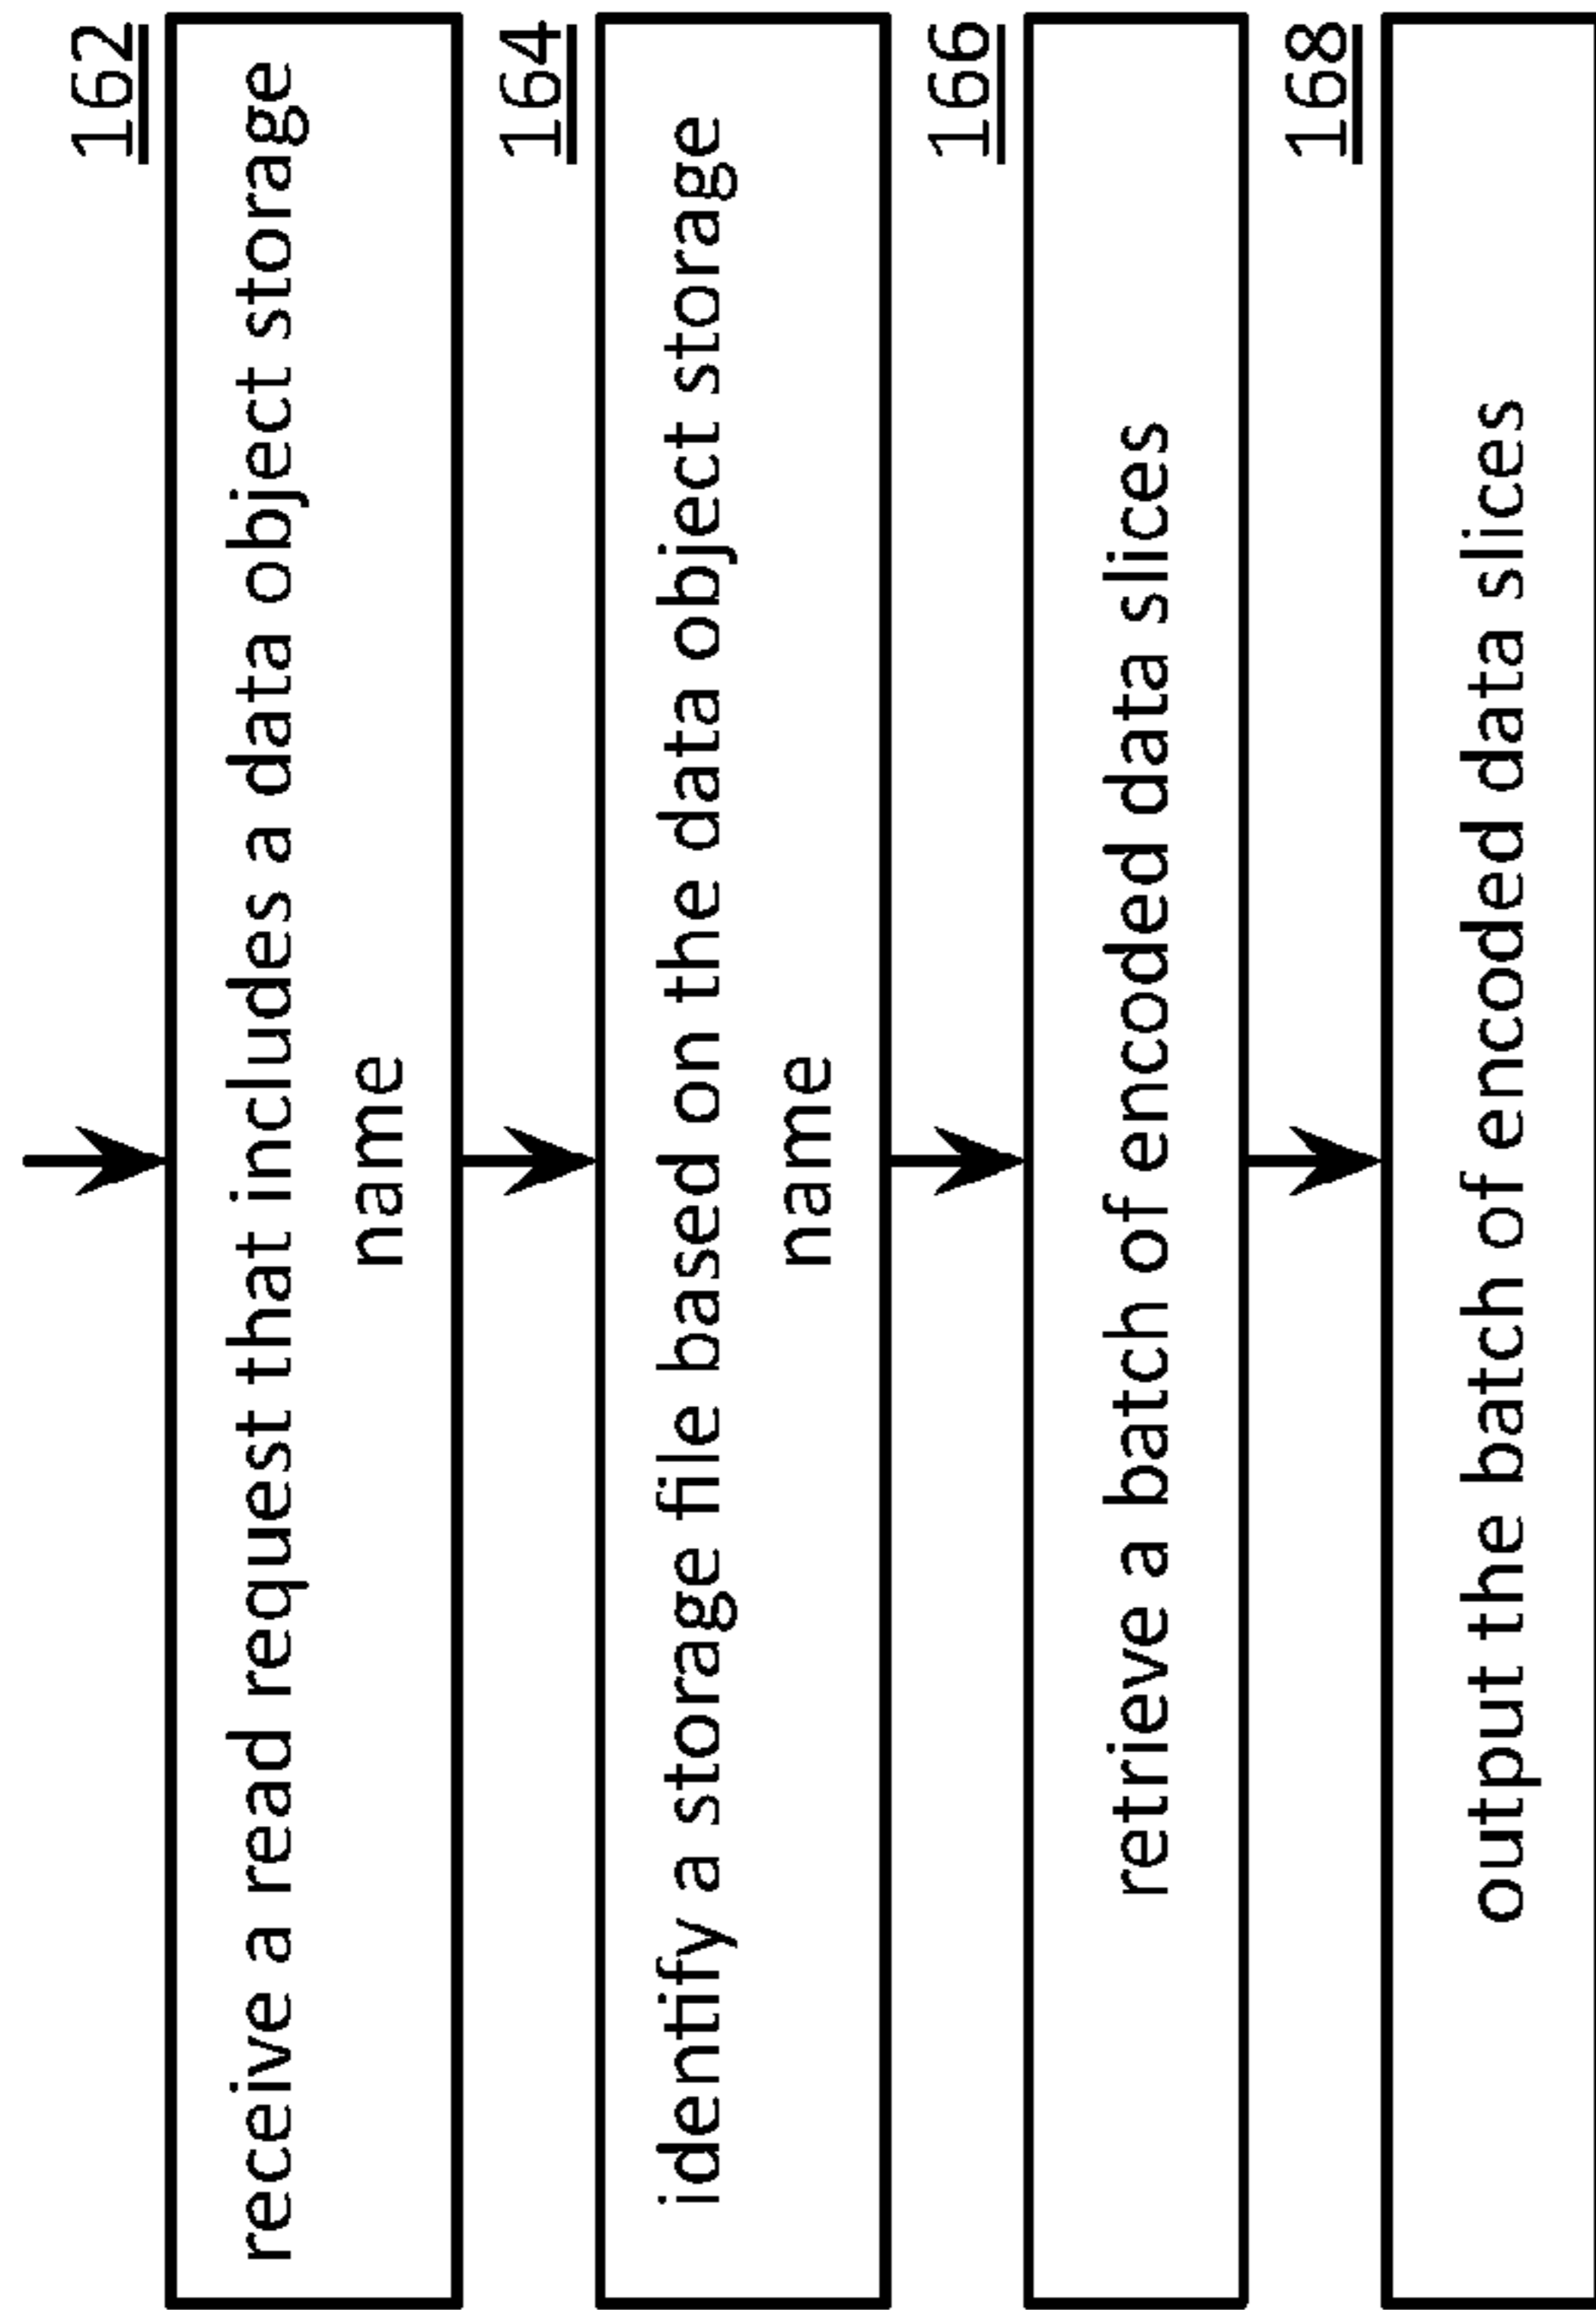 162
receive a read request that includes a data object storage
name
164
identify a storage file based on the data object storage
name
166
retrieve a batch of encoded data slices
168
output the batch of encoded data slices